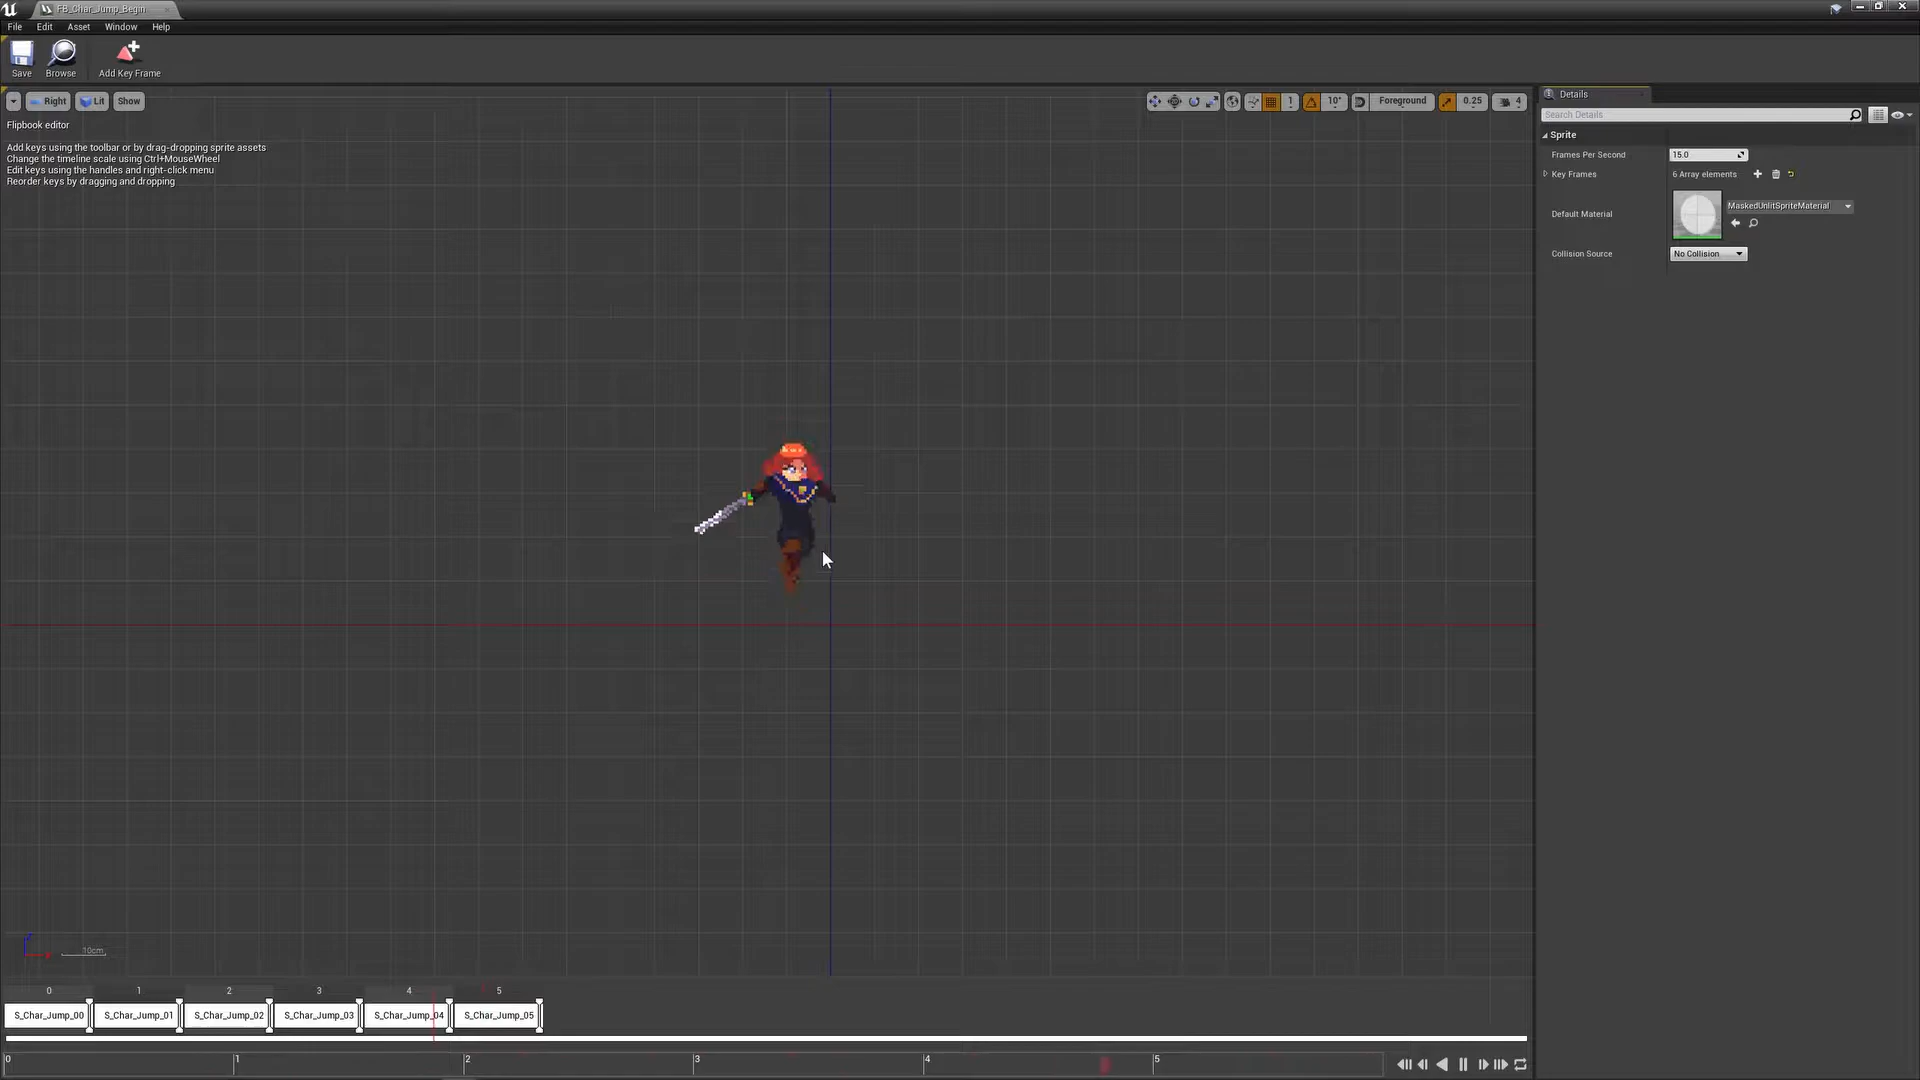 FB_Char_Jump_Begin
File Edit Asset Window Help
Save Browse Add Key Frame
Right Lit Show
1 10° Foreground 0.25 4
Flipbook editor
Add keys using the toolbar or by drag-dropping sprite assets
Change the timeline scale using Ctrl+MouseWheel
Edit keys using the handles and right-click menu
Reorder keys by dragging and dropping
Details
Search Details
Sprite
Frames Per Second 15.0
Key Frames 6 Array elements
Default Material MaskedUnlitSpriteMaterial
Collision Source No Collision
10cm
0 1 2 3 4 5
S_Char_Jump_00 S_Char_Jump_01 S_Char_Jump_02 S_Char_Jump_03 S_Char_Jump_04 S_Char_Jump_05
0 1 2 3 4 5